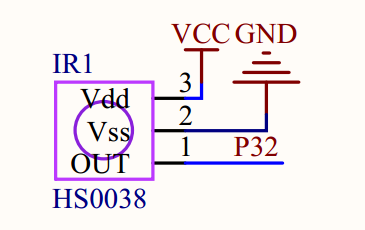 VCC GND
IR1
Vdd 3
Vss 2
OUT 1 P32
HS0038